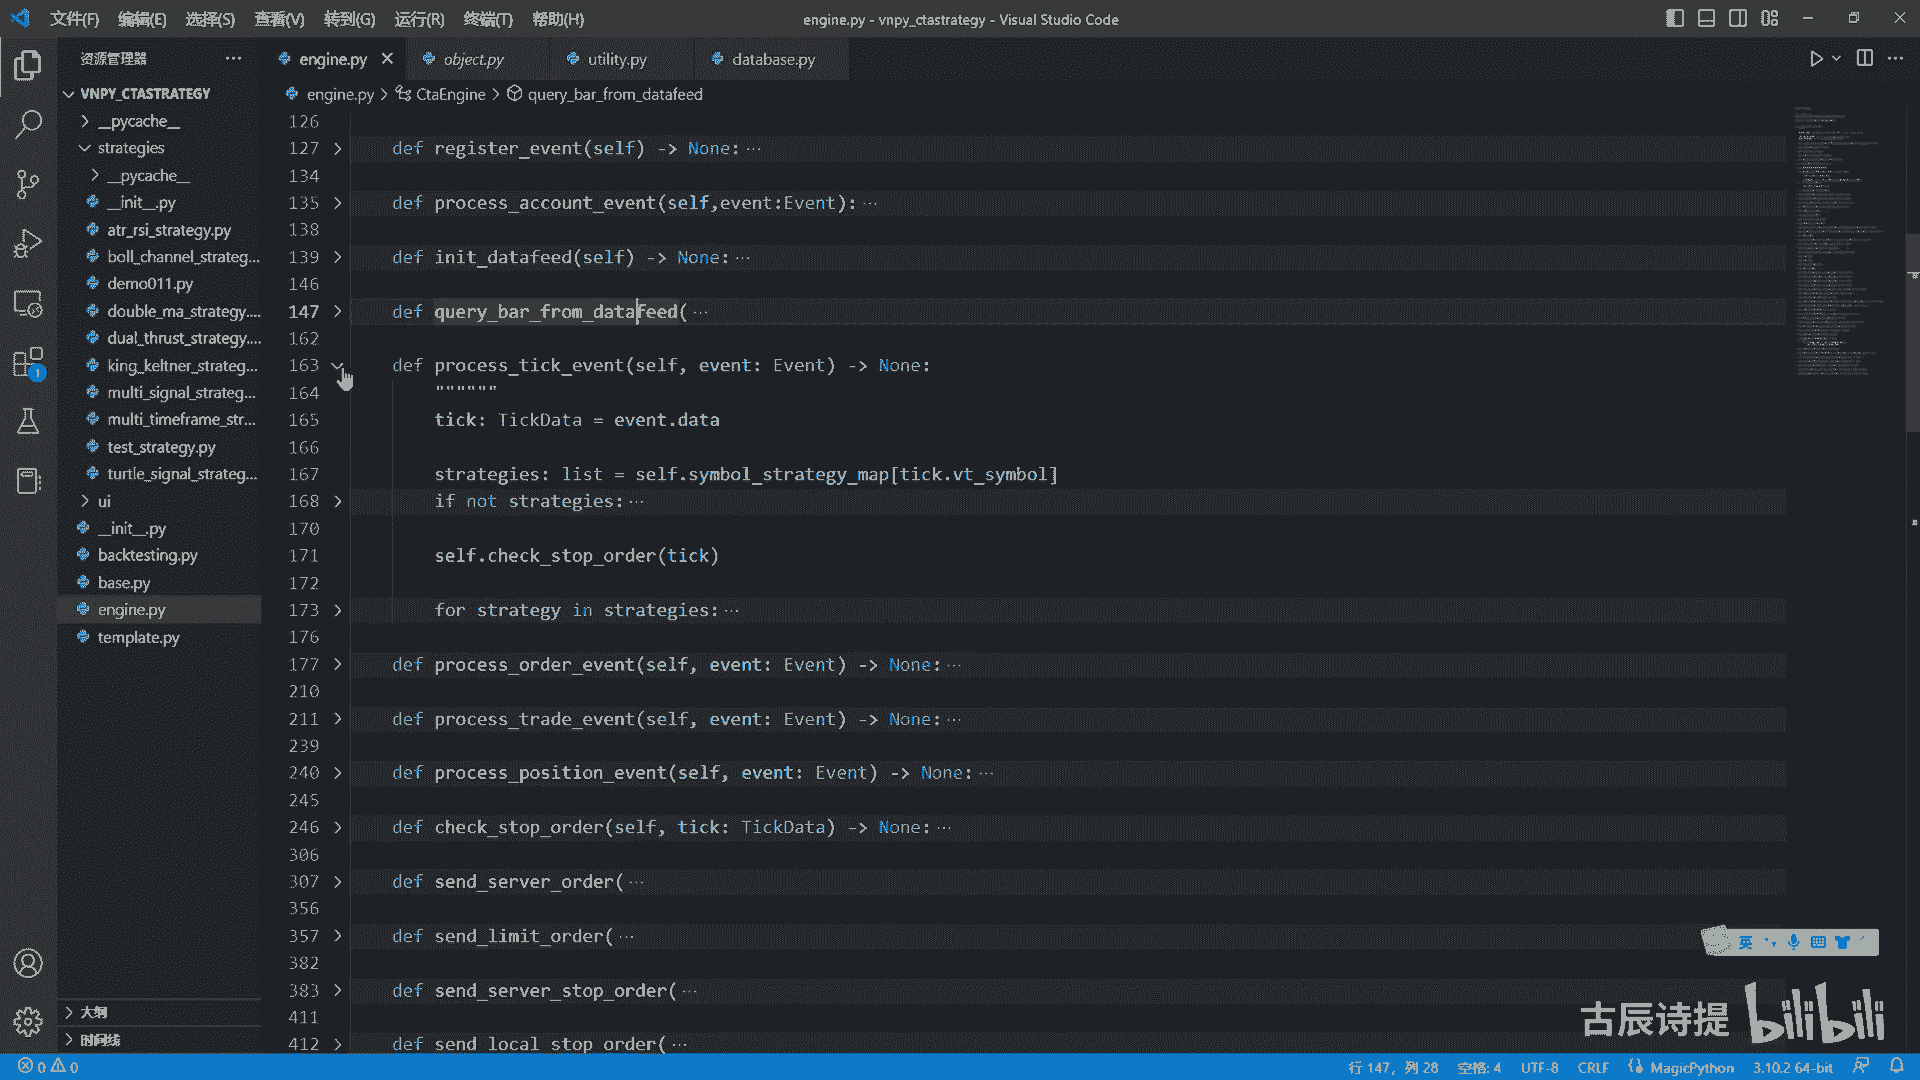 文件(F) 编辑(E) 选择(S) 查看(V) 转到(G) 运行(R) 终端(T) 帮助(H) engine.py - vnpy_ctastrategy - Visual Studio Code
资源管理器 ··· engine.py object.py utility.py database.py
VNPY_CTASTRATEGY
__pycache__
strategies
__pycache__
__init__.py
atr_rsi_strategy.py
boll_channel_strateg...
demo011.py
double_ma_strategy....
dual_thrust_strategy....
king_keltner_strateg...
multi_signal_strateg...
multi_timeframe_str...
test_strategy.py
turtle_signal_strateg...
ui
__init__.py
backtesting.py
base.py
engine.py
template.py
大纲
时间线
1
engine.py > CtaEngine > query_bar_from_datafeed
126
127 def register_event(self) -> None: ···
134
135 def process_account_event(self,event:Event): ···
138
139 def init_datafeed(self) -> None: ···
146
147 def query_bar_from_datafeed( ···
162
163 def process_tick_event(self, event: Event) -> None:
164 """"""
165 tick: TickData = event.data
166
167 strategies: list = self.symbol_strategy_map[tick.vt_symbol]
168 if not strategies: ···
170
171 self.check_stop_order(tick)
172
173 for strategy in strategies: ···
176
177 def process_order_event(self, event: Event) -> None: ···
210
211 def process_trade_event(self, event: Event) -> None: ···
239
240 def process_position_event(self, event: Event) -> None: ···
245
246 def check_stop_order(self, tick: TickData) -> None: ···
306
307 def send_server_order( ···
356
357 def send_limit_order( ···
382
383 def send_server_stop_order( ···
411
412 def send_local_stop_order( ···
英
古辰诗提 bilibili
0 0 行 147，列 28 空格: 4 UTF-8 CRLF MagicPython 3.10.2 64-bit